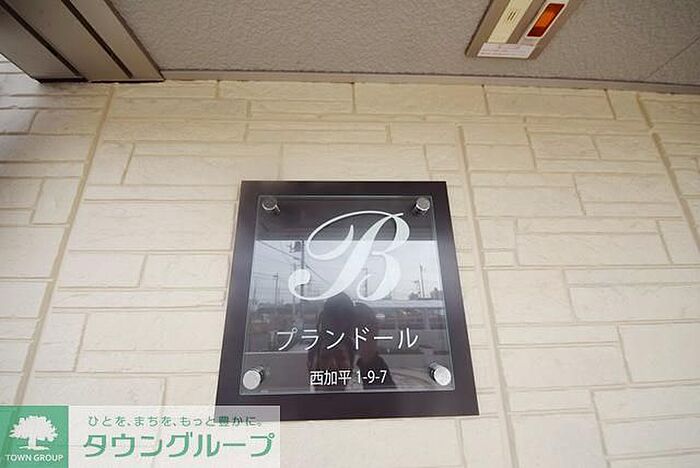 B
プランドール
西加平 1-9-7
ひとを、まちを、もっと豊かに。
タウングループ
TOWN GROUP